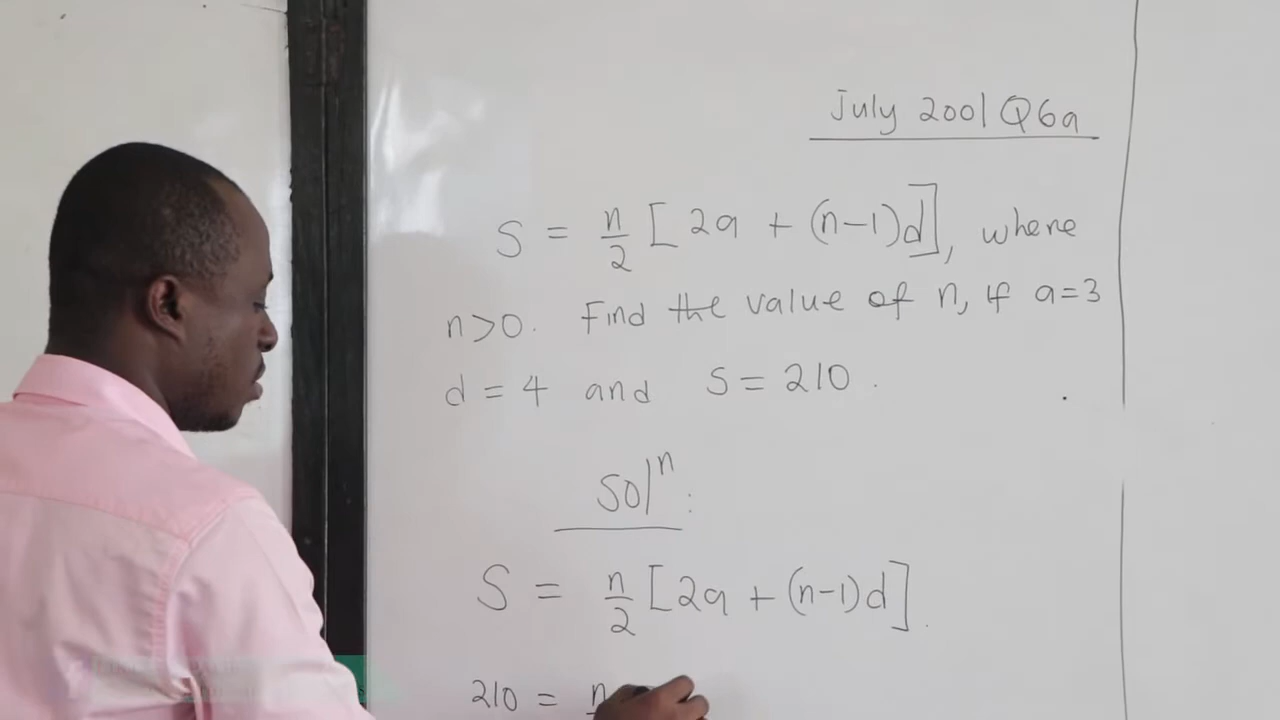 July 2001 Q6a
S = n/2 [2a + (n-1)d], where
n>0. Find the value of n, if a=3
d = 4 and S = 210.
Solⁿ:
S = n/2 [2a + (n-1)d].
210 = n